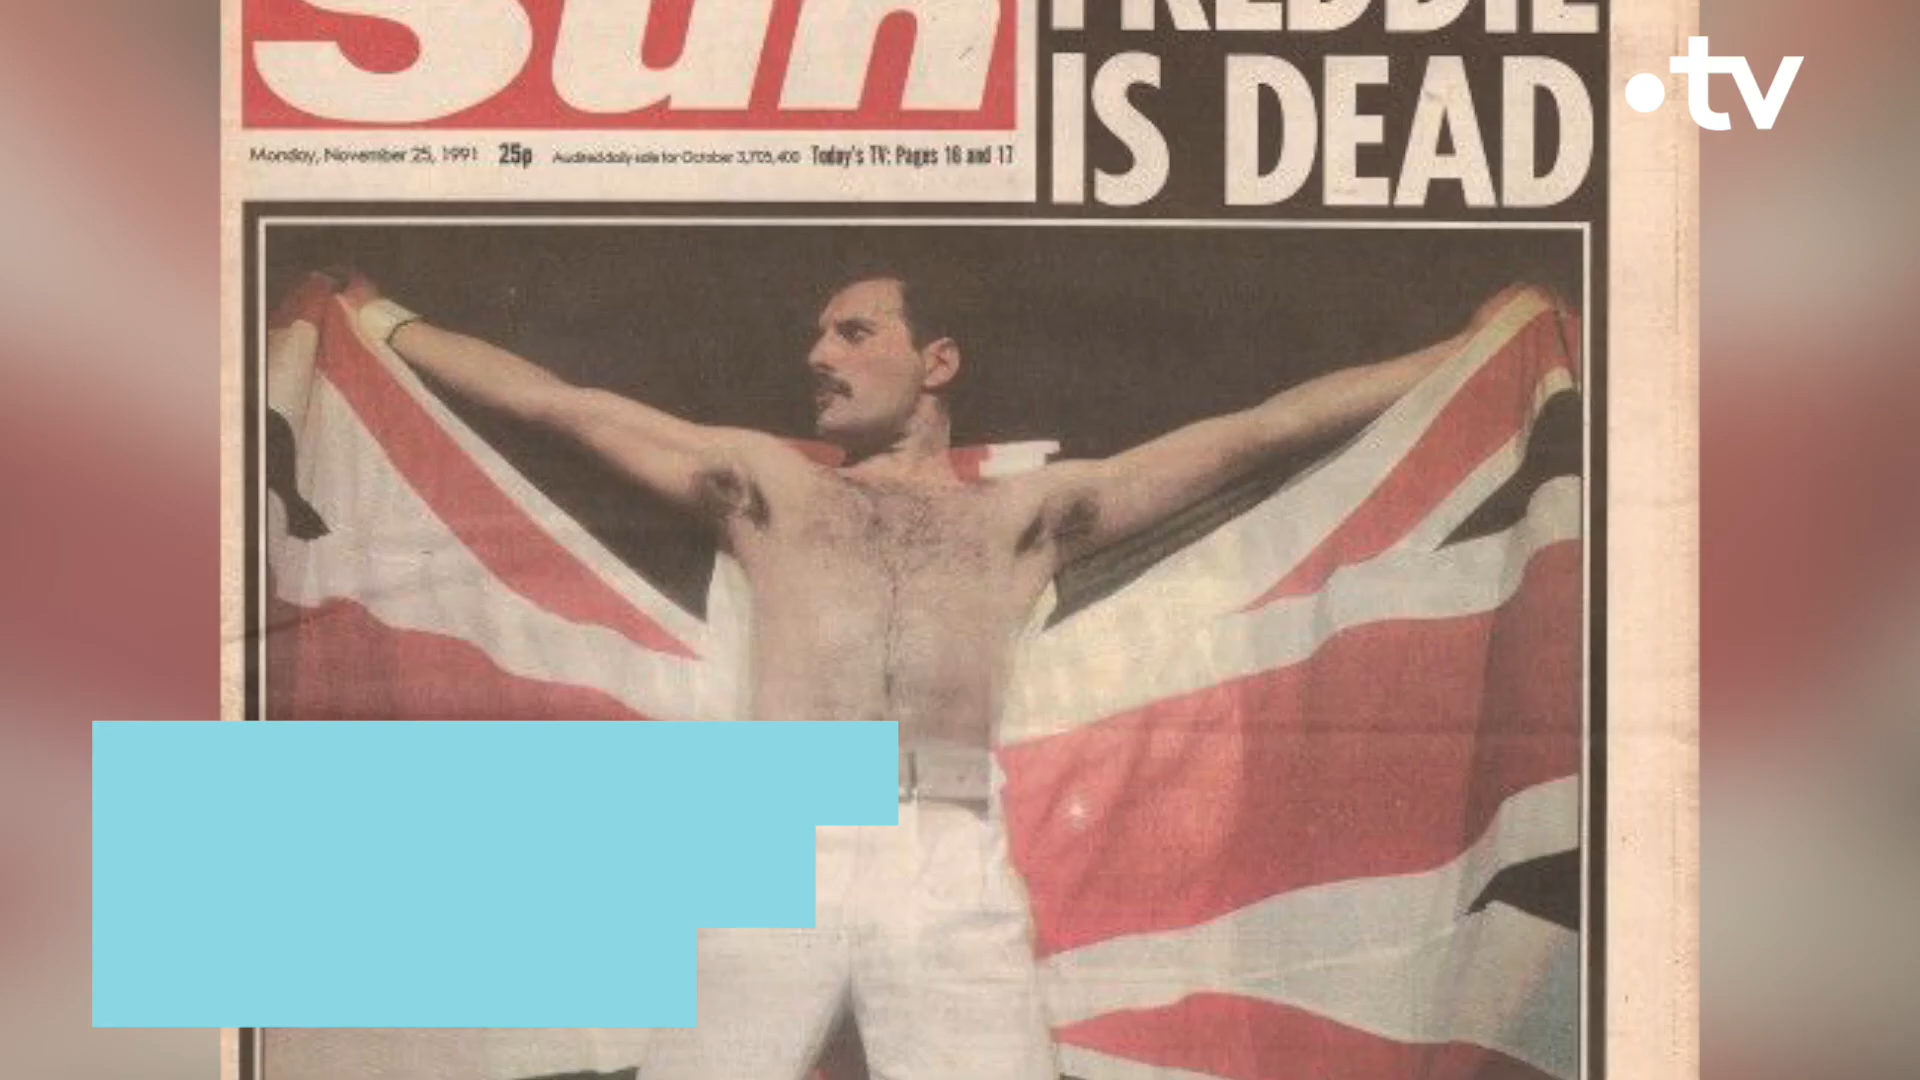 Sun
FREDDIE
IS DEAD
.tv
Monday, November 25, 1991 25p Audited daily sale for October 3,705,400 Today's TV: Pages 16 and 17